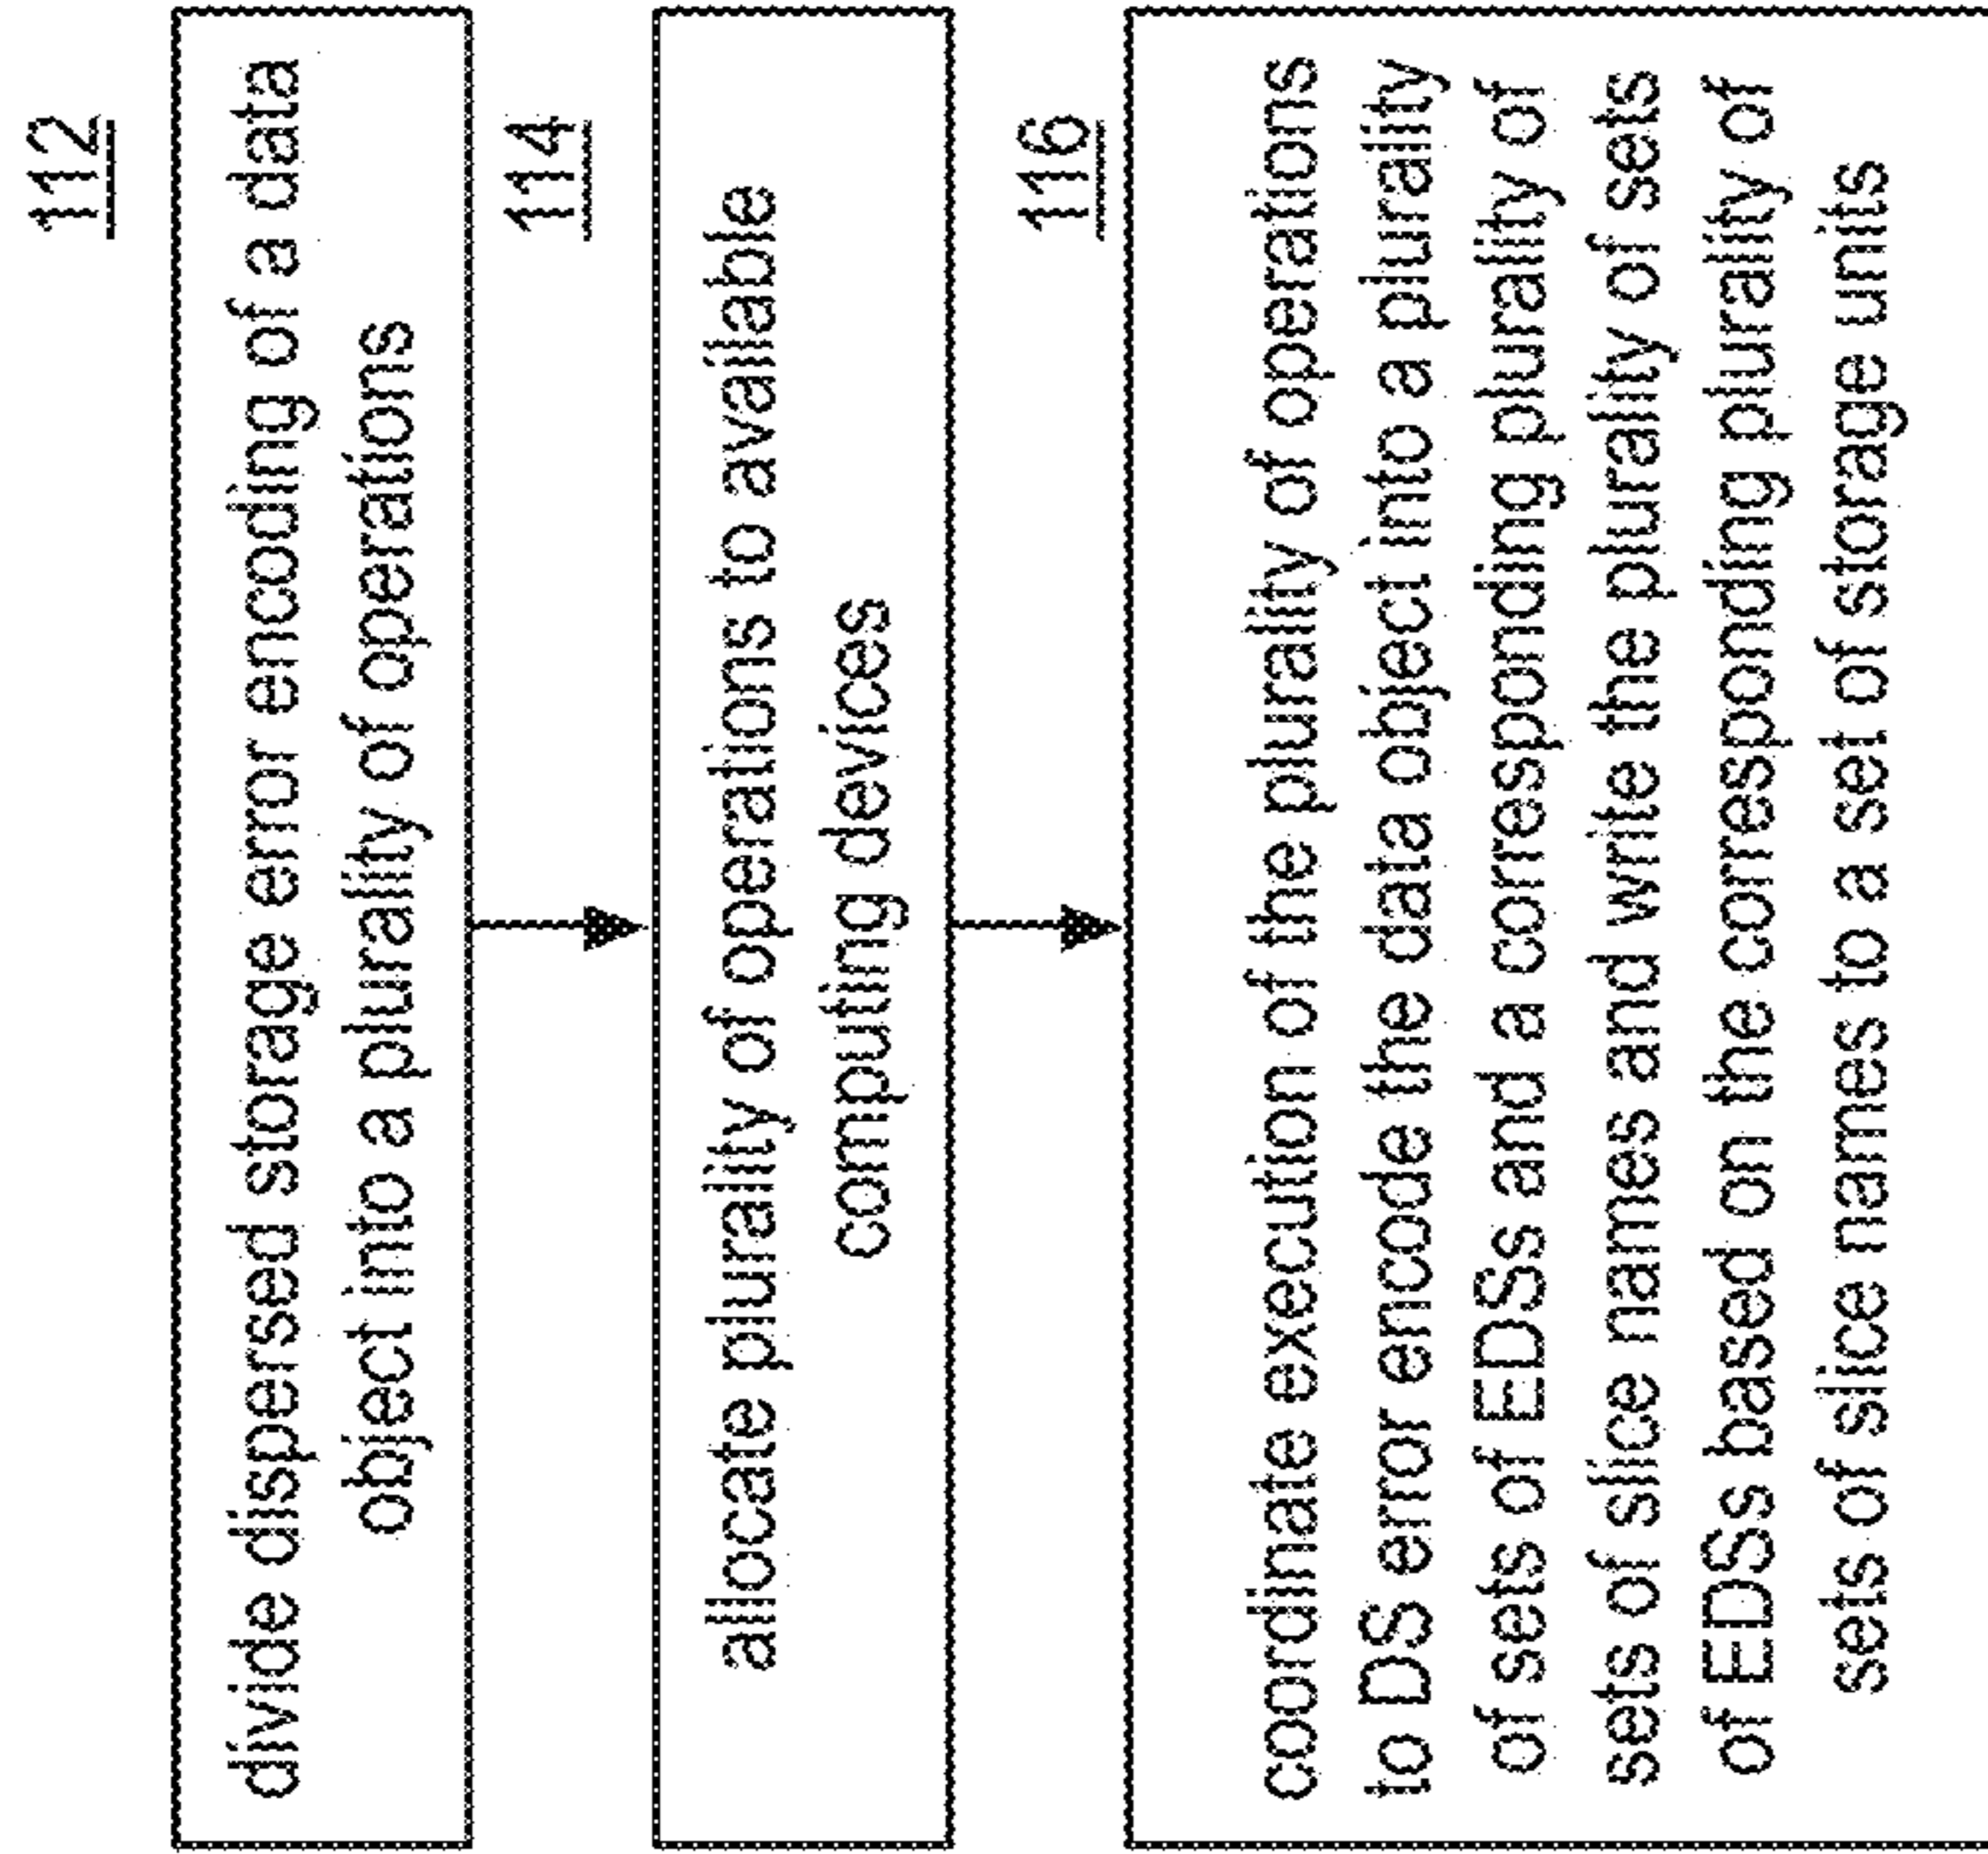 112
divide dispersed storage error encoding of a data
object into a plurality of operations
114
allocate plurality of operations to available
computing devices
116
coordinate execution of the plurality of operations
to DS error encode the data object into a plurality
of sets of EDSs and a corresponding plurality of
sets of slice names and write the plurality of sets
of EDSs based on the corresponding plurality of
sets of slice names to a set of storage units